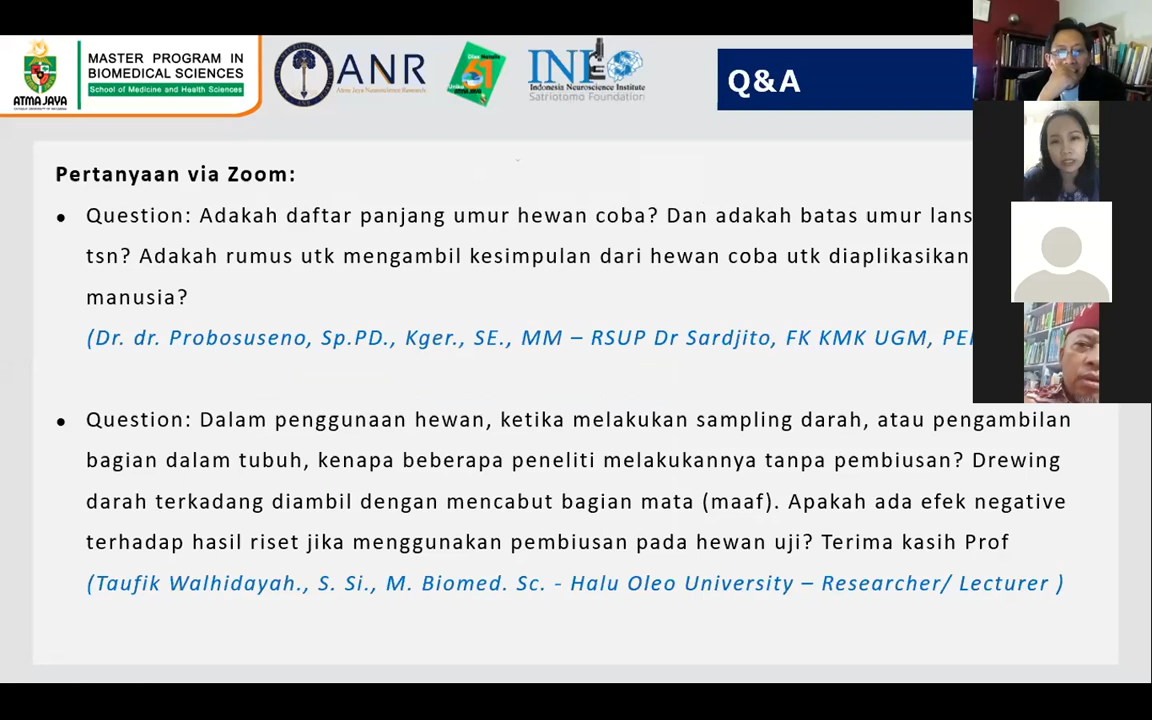 ATMA JAYA
MASTER PROGRAM IN
BIOMEDICAL SCIENCES
School of Medicine and Health Sciences
ANR
Atma Jaya Neuroscience Research
61
ATMA JAYA
INI
Indonesia Neuroscience Institute
Satriotomo Foundation
Q&A
Pertanyaan via Zoom:
• Question: Adakah daftar panjang umur hewan coba? Dan adakah batas umur lans
tsn? Adakah rumus utk mengambil kesimpulan dari hewan coba utk diaplikasikan
manusia?
(Dr. dr. Probosuseno, Sp.PD., Kger., SE., MM – RSUP Dr Sardjito, FK KMK UGM,
• Question: Dalam penggunaan hewan, ketika melakukan sampling darah, atau pengambilan
bagian dalam tubuh, kenapa beberapa peneliti melakukannya tanpa pembiusan? Drewing
darah terkadang diambil dengan mencabut bagian mata (maaf). Apakah ada efek negative
terhadap hasil riset jika menggunakan pembiusan pada hewan uji? Terima kasih Prof
(Taufik Walhidayah., S. Si., M. Biomed. Sc. - Halu Oleo University – Researcher/ Lecturer )